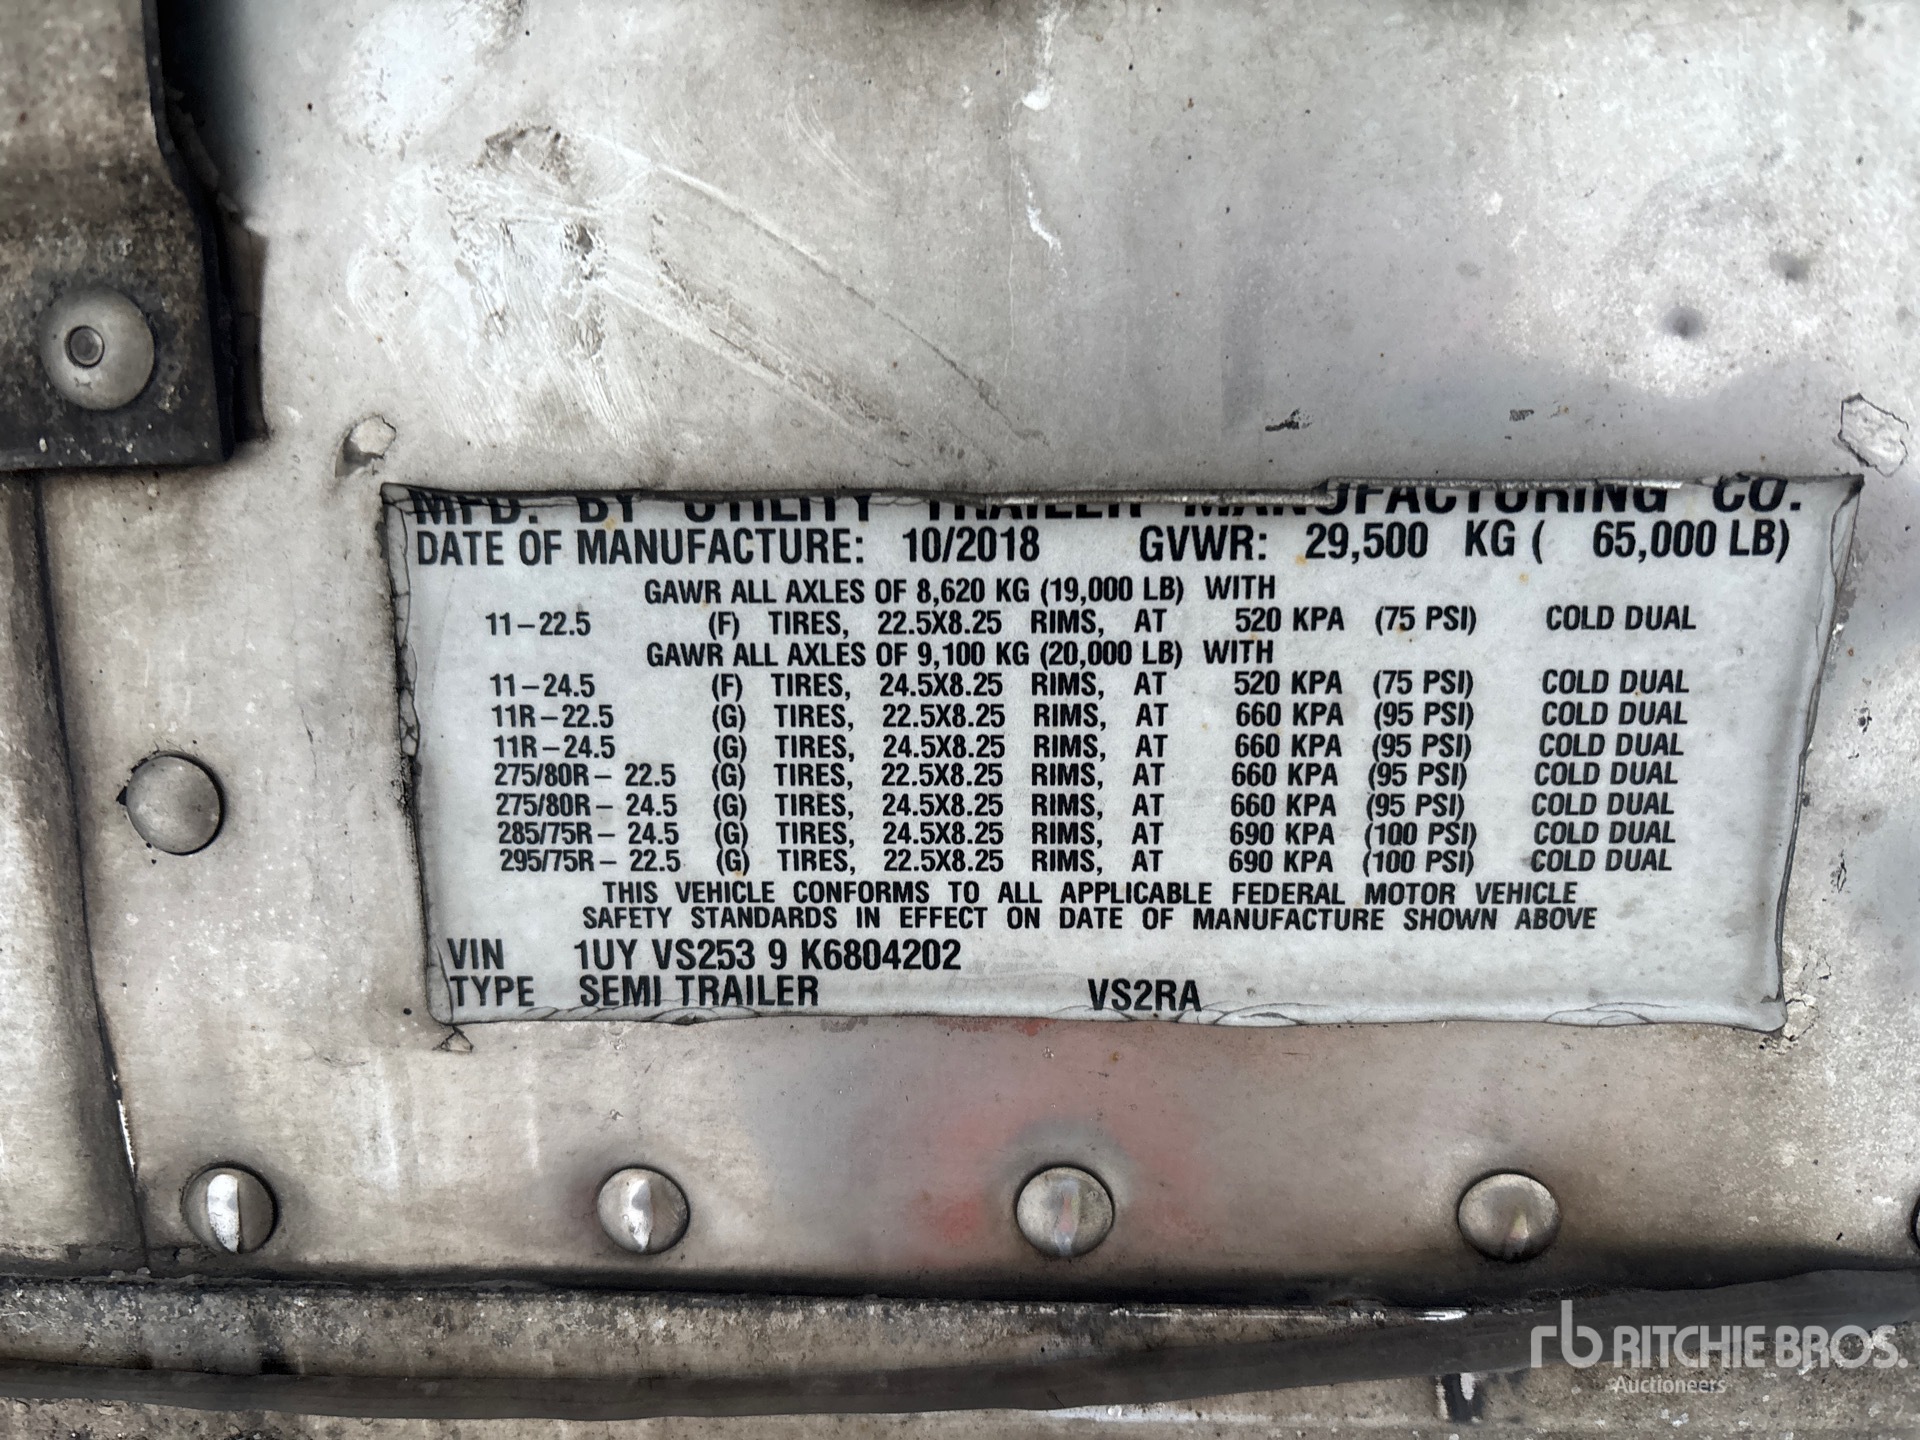 MFD. BY UTILITY TRAILER MANUFACTURING CO.
DATE OF MANUFACTURE: 10/2018 GVWR: 29,500 KG ( 65,000 LB)
GAWR ALL AXLES OF 8,620 KG (19,000 LB) WITH
11-22.5 (F) TIRES, 22.5X8.25 RIMS, AT 520 KPA (75 PSI) COLD DUAL
GAWR ALL AXLES OF 9,100 KG (20,000 LB) WITH
11-24.5 (F) TIRES, 24.5X8.25 RIMS, AT 520 KPA (75 PSI) COLD DUAL
11R-22.5 (G) TIRES, 22.5X8.25 RIMS, AT 660 KPA (95 PSI) COLD DUAL
11R-24.5 (G) TIRES, 24.5X8.25 RIMS, AT 660 KPA (95 PSI) COLD DUAL
275/80R- 22.5 (G) TIRES, 22.5X8.25 RIMS, AT 660 KPA (95 PSI) COLD DUAL
275/80R- 24.5 (G) TIRES, 24.5X8.25 RIMS, AT 660 KPA (95 PSI) COLD DUAL
285/75R- 24.5 (G) TIRES, 24.5X8.25 RIMS, AT 690 KPA (100 PSI) COLD DUAL
295/75R- 22.5 (G) TIRES, 22.5X8.25 RIMS, AT 690 KPA (100 PSI) COLD DUAL
THIS VEHICLE CONFORMS TO ALL APPLICABLE FEDERAL MOTOR VEHICLE
SAFETY STANDARDS IN EFFECT ON DATE OF MANUFACTURE SHOWN ABOVE
VIN 1UY VS253 9 K6804202
TYPE SEMI TRAILER VS2RA
rb RITCHIE BROS.
Auctioneers